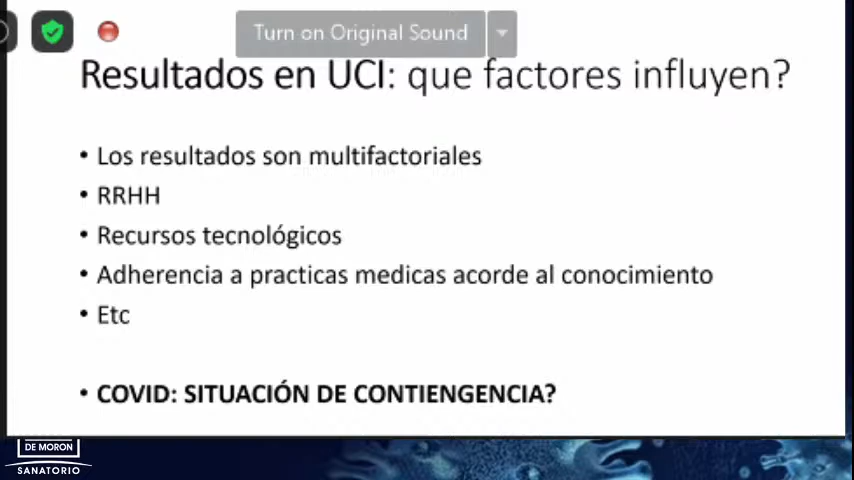 Turn on Original Sound
Resultados en UCI: que factores influyen?
• Los resultados son multifactoriales
• RRHH
• Recursos tecnológicos
• Adherencia a practicas medicas acorde al conocimiento
• Etc
• COVID: SITUACIÓN DE CONTIENGENCIA?
DE MORON
SANATORIO